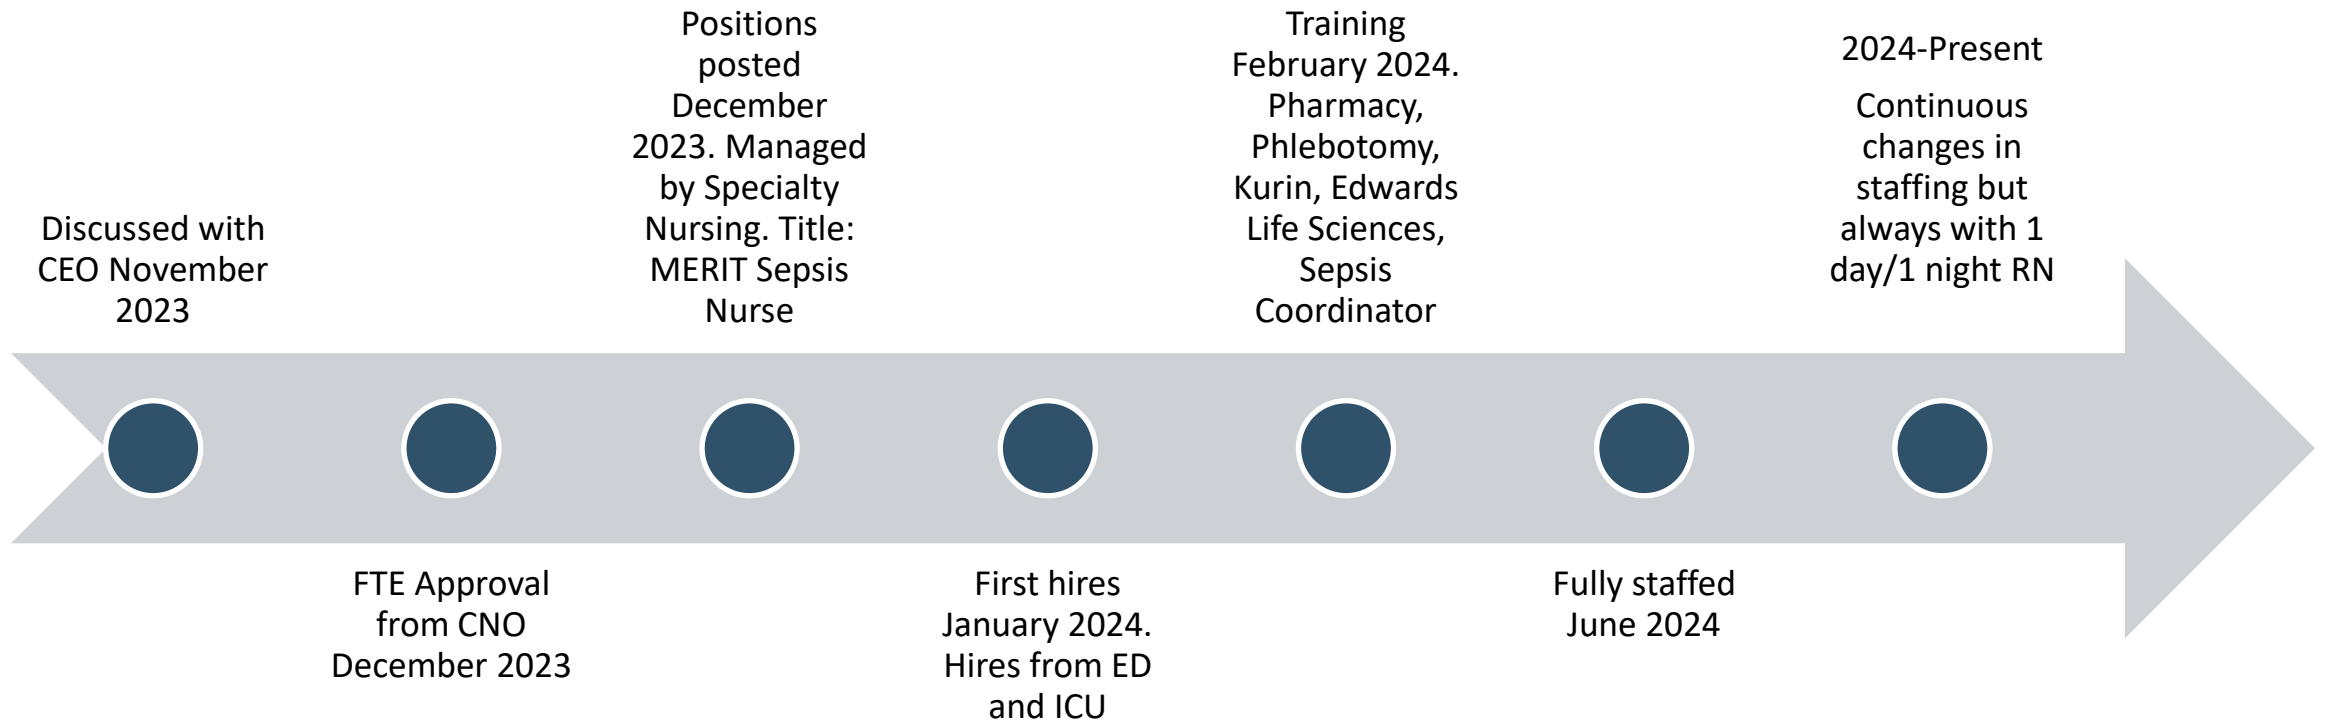 Discussed with
CEO November
2023
FTE Approval
from CNO
December 2023
Positions
posted
December
2023. Managed
by Specialty
Nursing. Title:
MERIT Sepsis
Nurse
First hires
January 2024.
Hires from ED
and ICU
Training
February 2024.
Pharmacy,
Phlebotomy,
Kurin, Edwards
Life Sciences,
Sepsis
Coordinator
Fully staffed
June 2024
2024-Present
Continuous
changes in
staffing but
always with 1
day/1 night RN